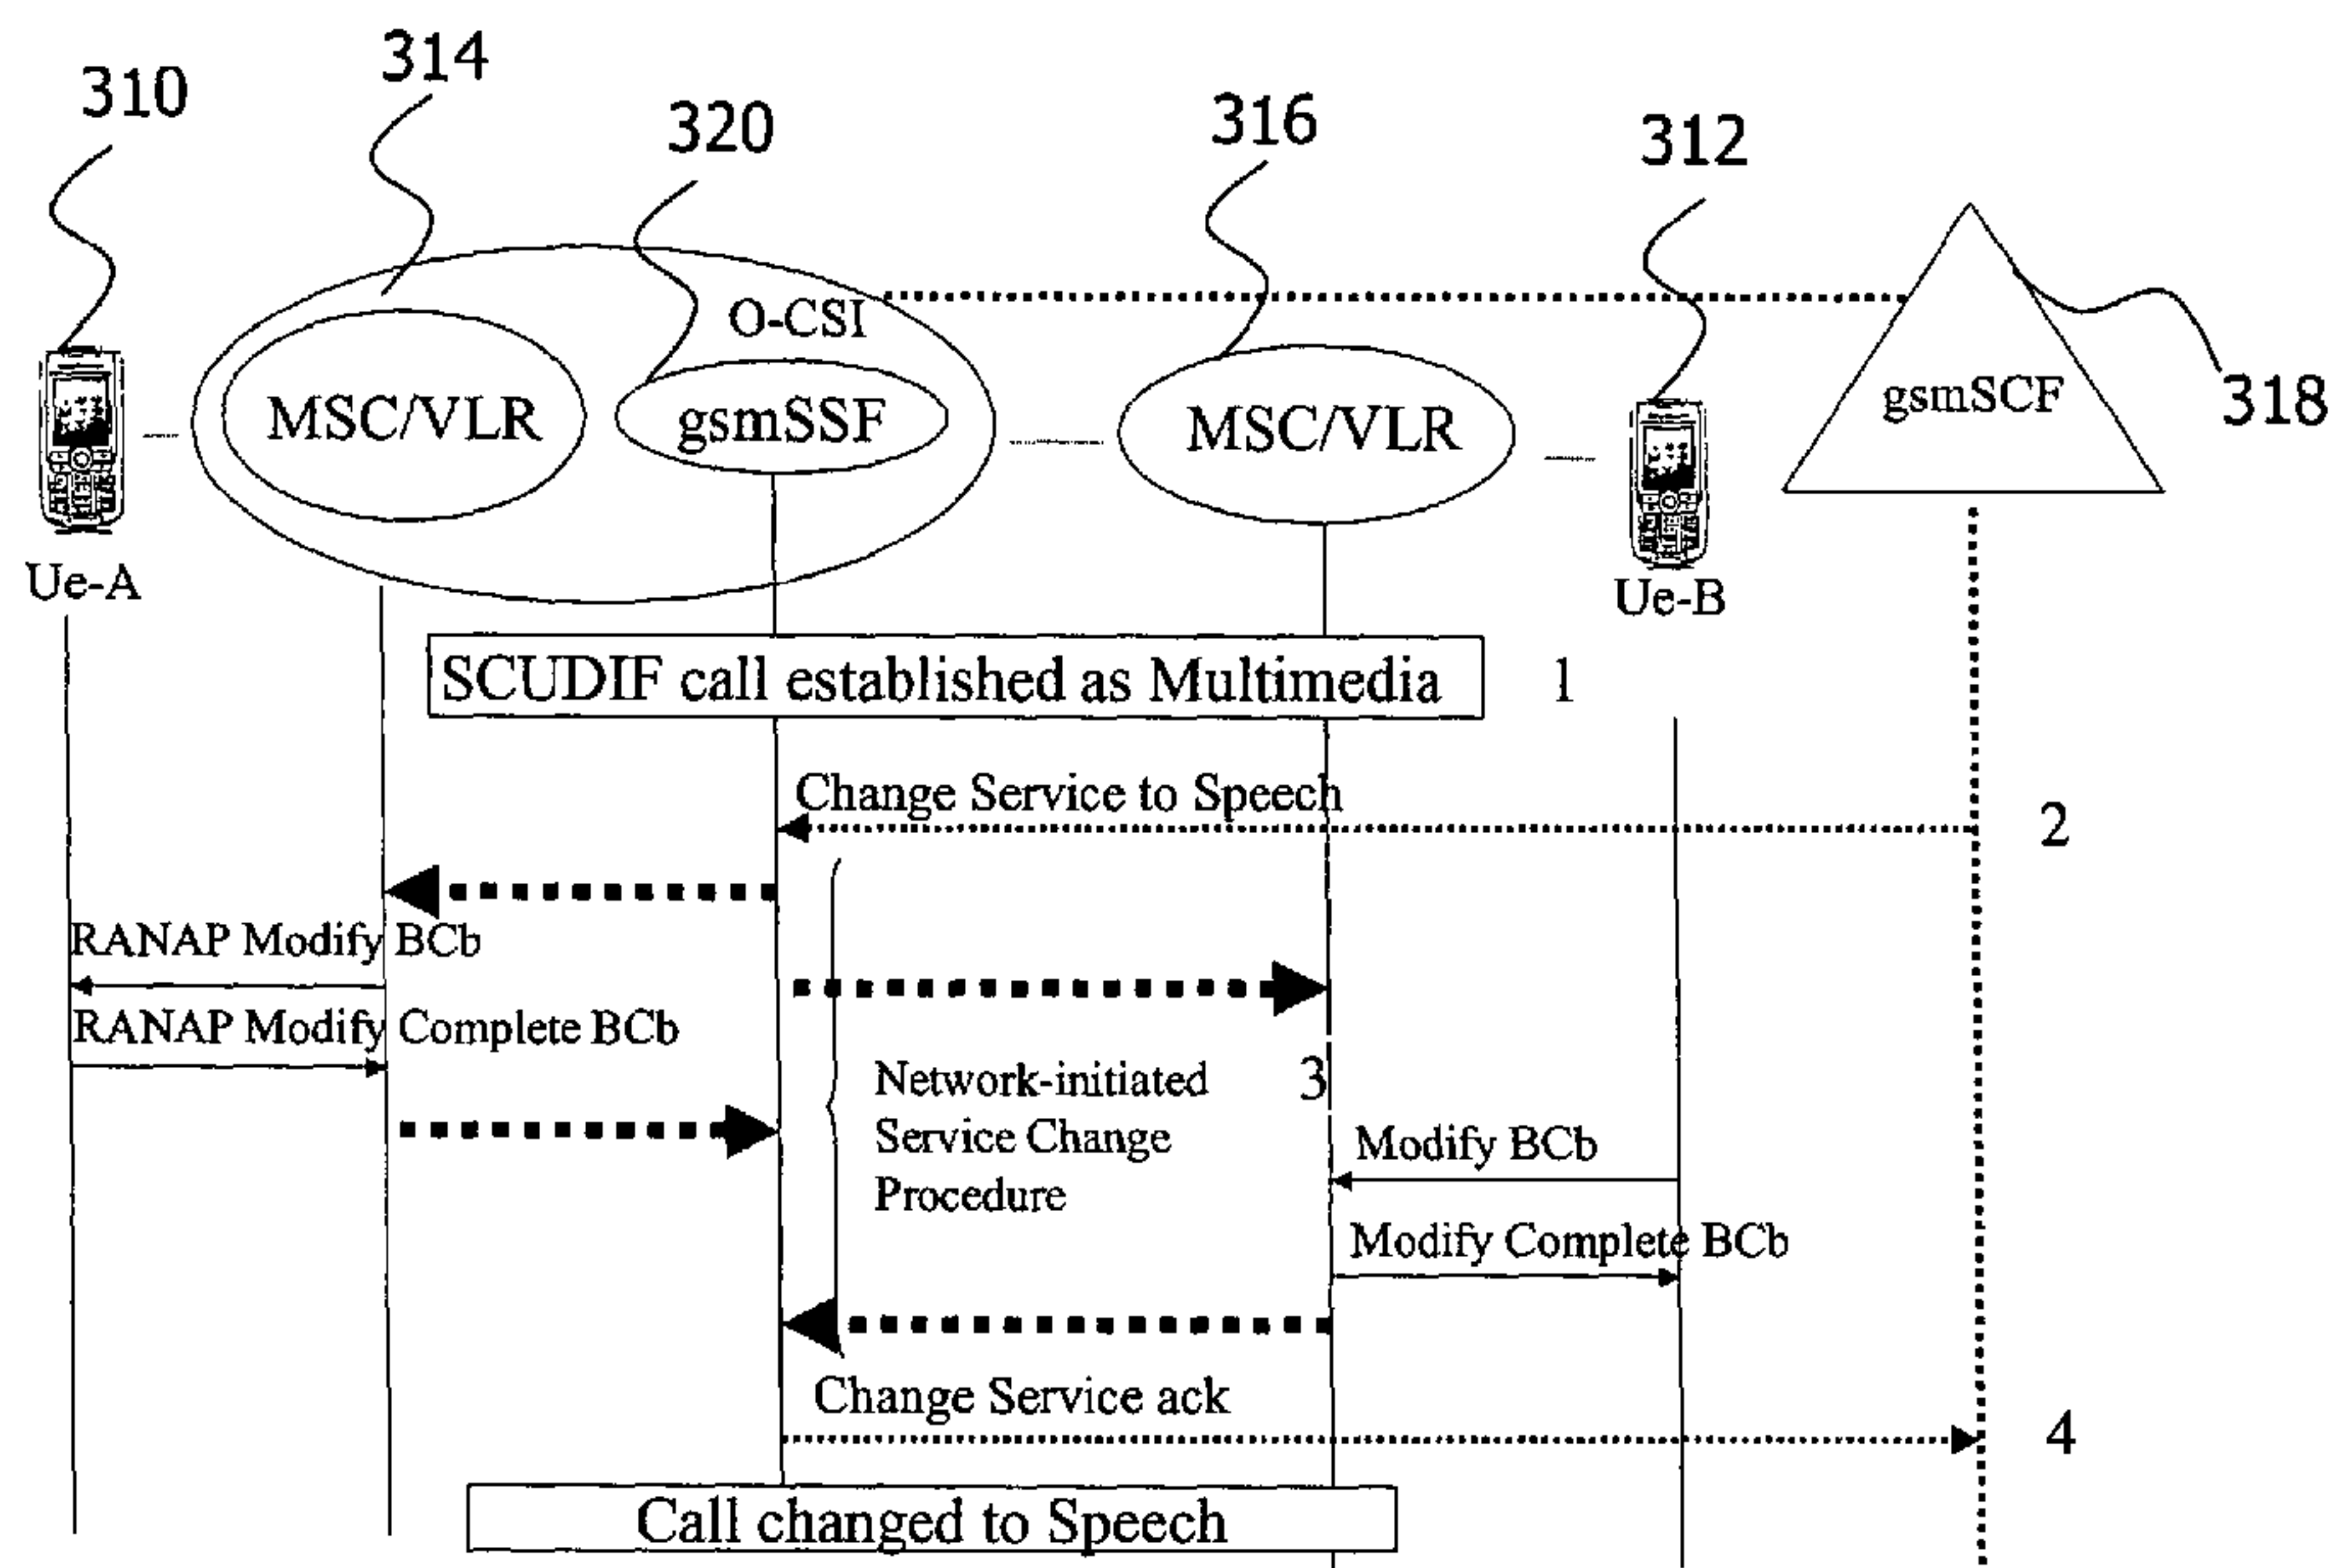 314
310
320
316
312
O-CSI
MSC/VLR
gsmSSF
MSC/VLR
gsmSCF
318
Ue-A
Ue-B
SCUDIF call established as Multimedia
1
Change Service to Speech
2
RANAP Modify BCb
RANAP Modify Complete BCb
Network-initiated
Service Change
Procedure
3
Modify BCb
Modify Complete BCb
Change Service ack
4
Call changed to Speech